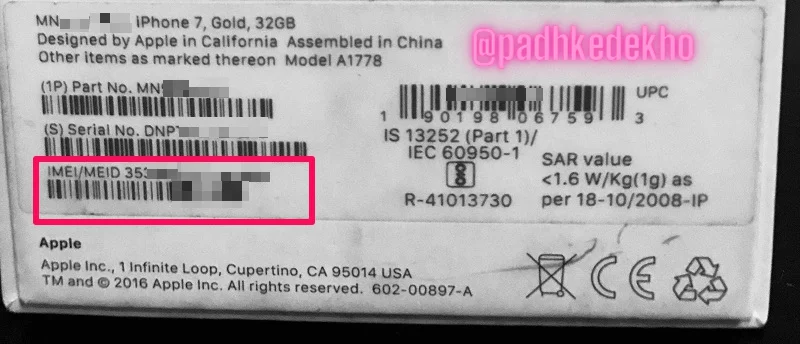 MN iPhone 7, Gold, 32GB
Designed by Apple in California Assembled in China
Other items as marked thereon Model A1778
@padhkedekho
(1P) Part No. MN
UPC
1 90198 06759 3
(S) Serial No. DNP
IS 13252 (Part 1)/
IEC 60950-1
R-41013730
SAR value
<1.6 W/Kg(1g) as
per 18-10/2008-IP
IMEI/MEID 35
Apple
Apple Inc., 1 Infinite Loop, Cupertino, CA 95014 USA
TM and © 2016 Apple Inc. All rights reserved. 602-00897-A
CE